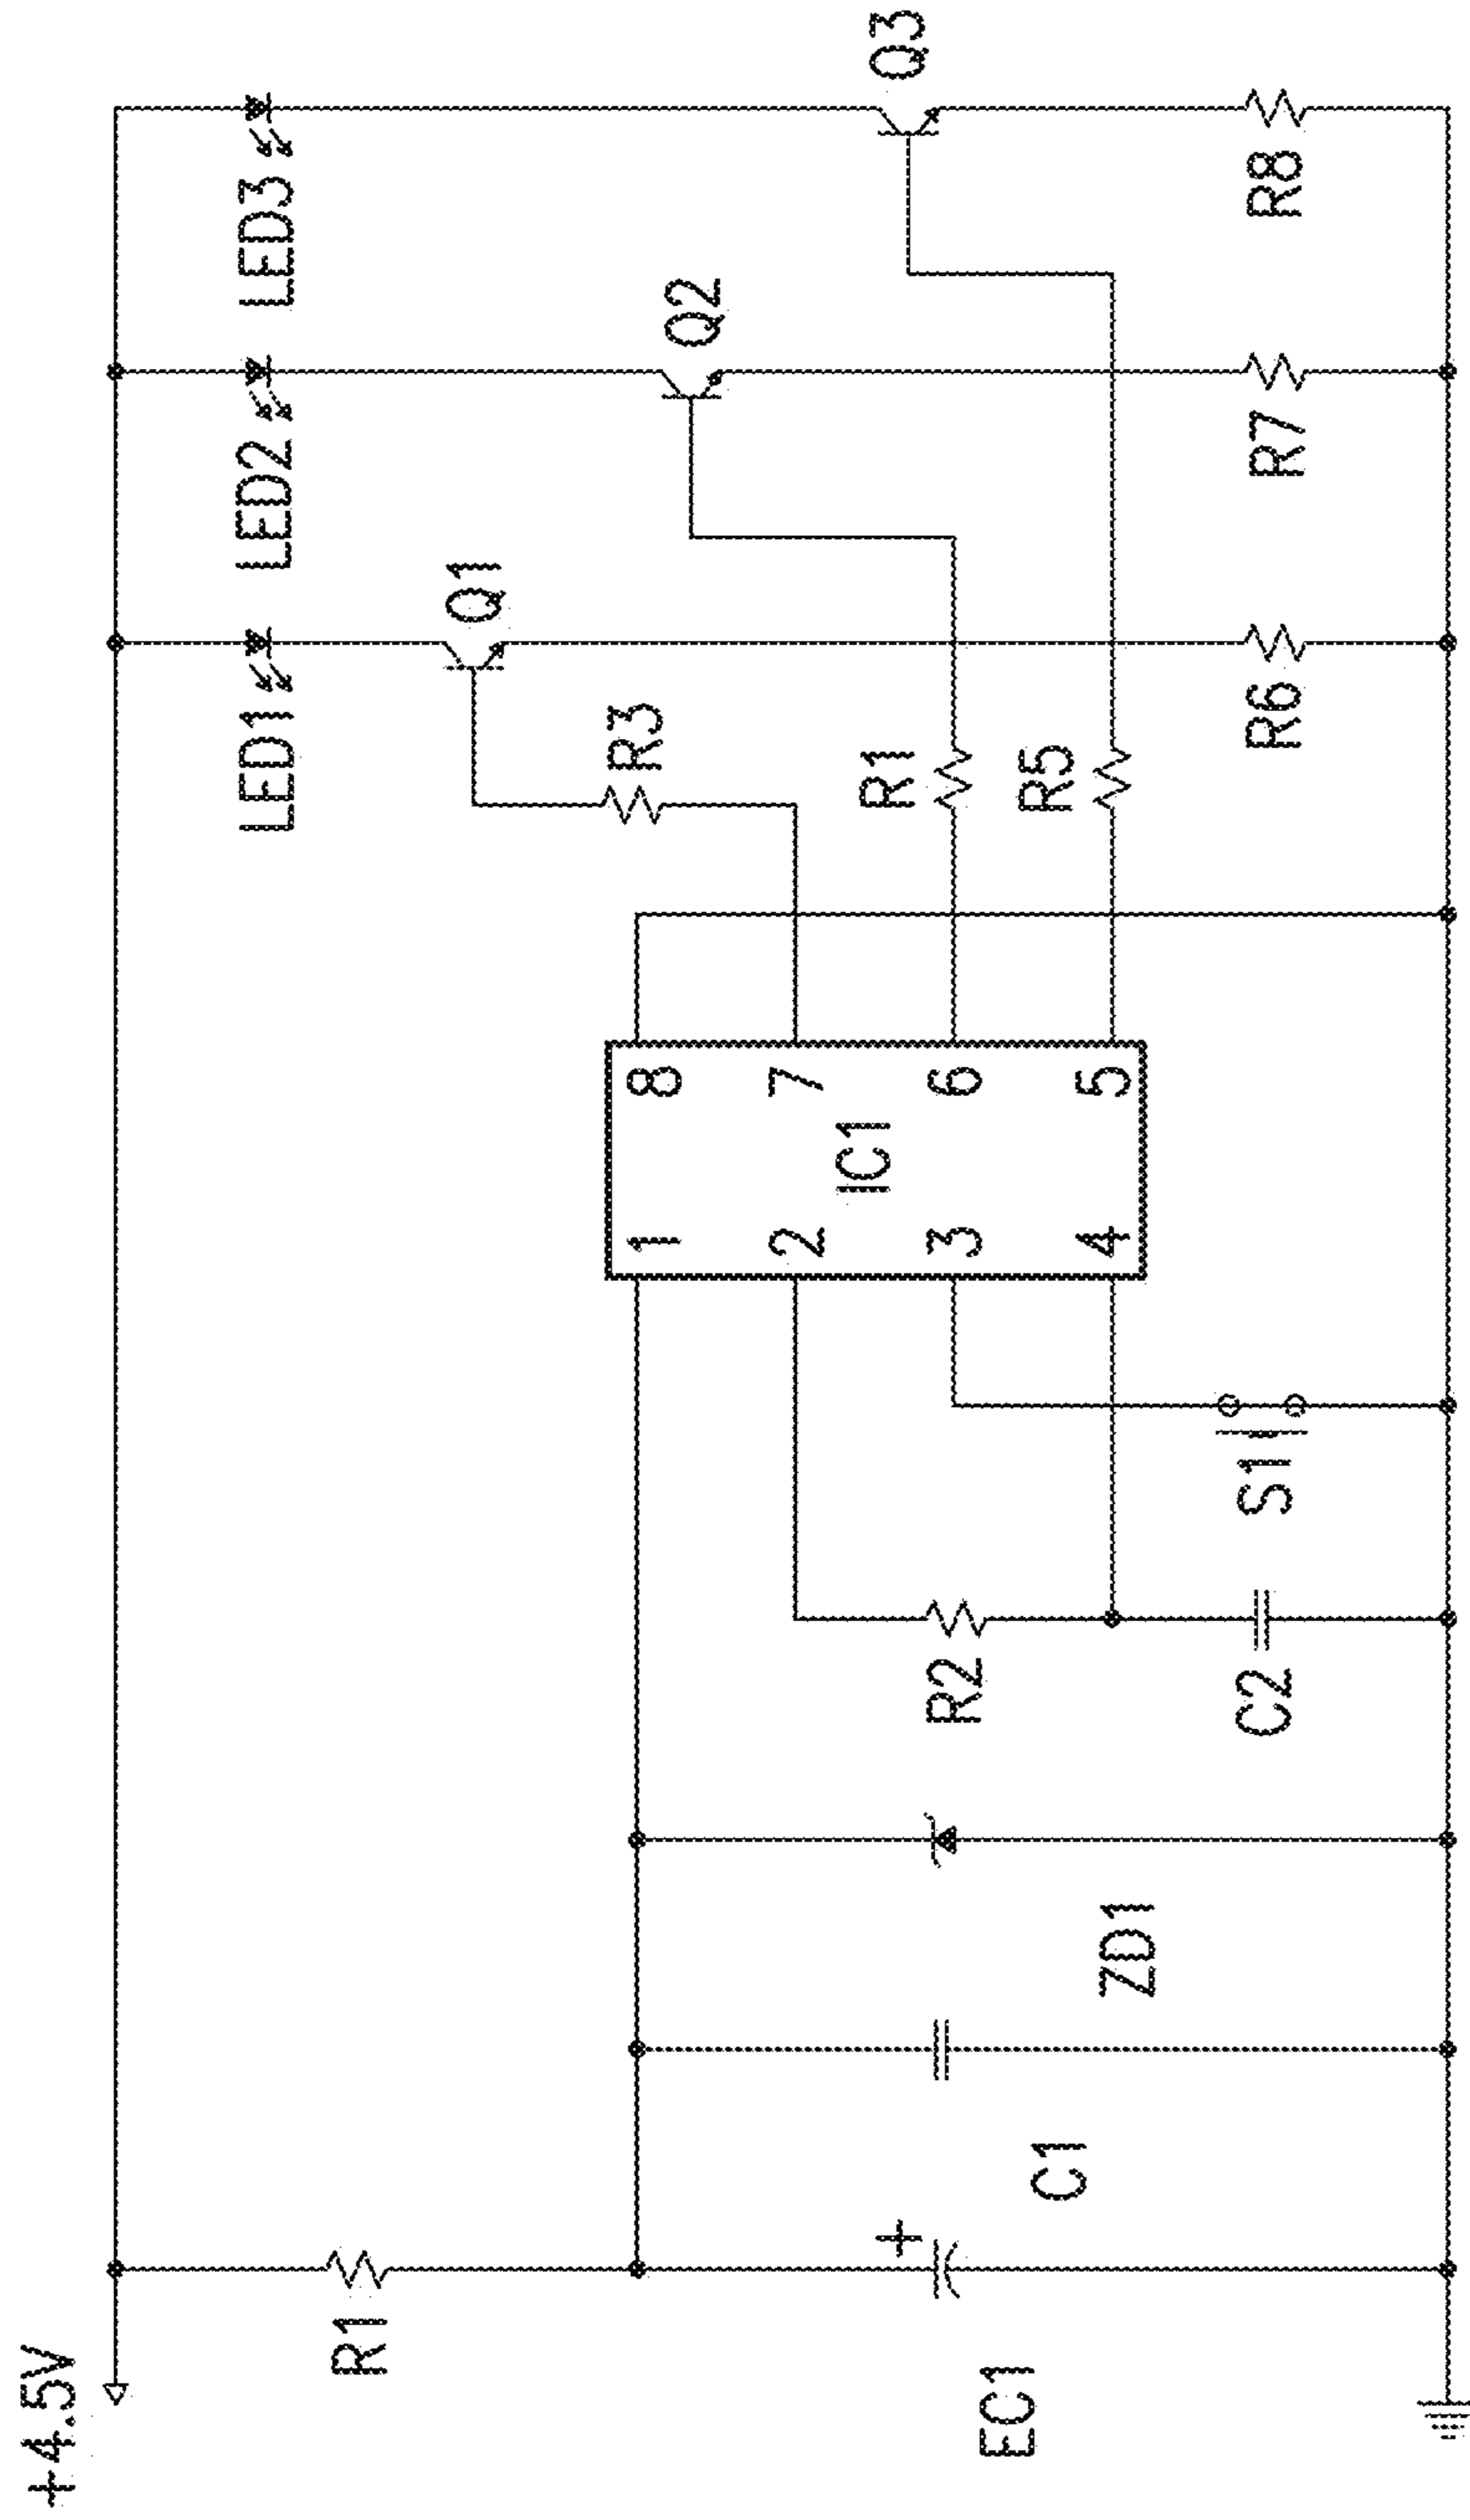 +4.5V
R1
EC1
C1
ZD1
R2
C2
S1
IC1
1
2
3
4
8
7
6
5
R3
R1
R5
LED1
Q1
R6
LED2
Q2
R7
LED3
Q3
R8
+